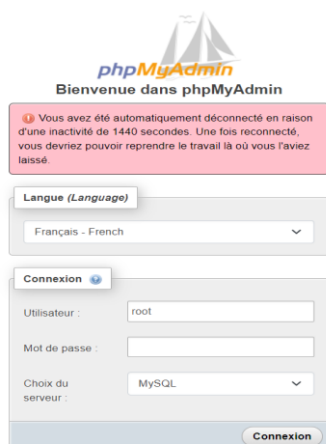 phpMyAdmin
Bienvenue dans phpMyAdmin
Vous avez été automatiquement déconnecté en raison
d'une inactivité de 1440 secondes. Une fois reconnecté,
vous devriez pouvoir reprendre le travail là où vous l'aviez
laissé.
Langue (Language)
Français - French
Connexion
Utilisateur :
root
Mot de passe :
Choix du
serveur :
MySQL
Connexion